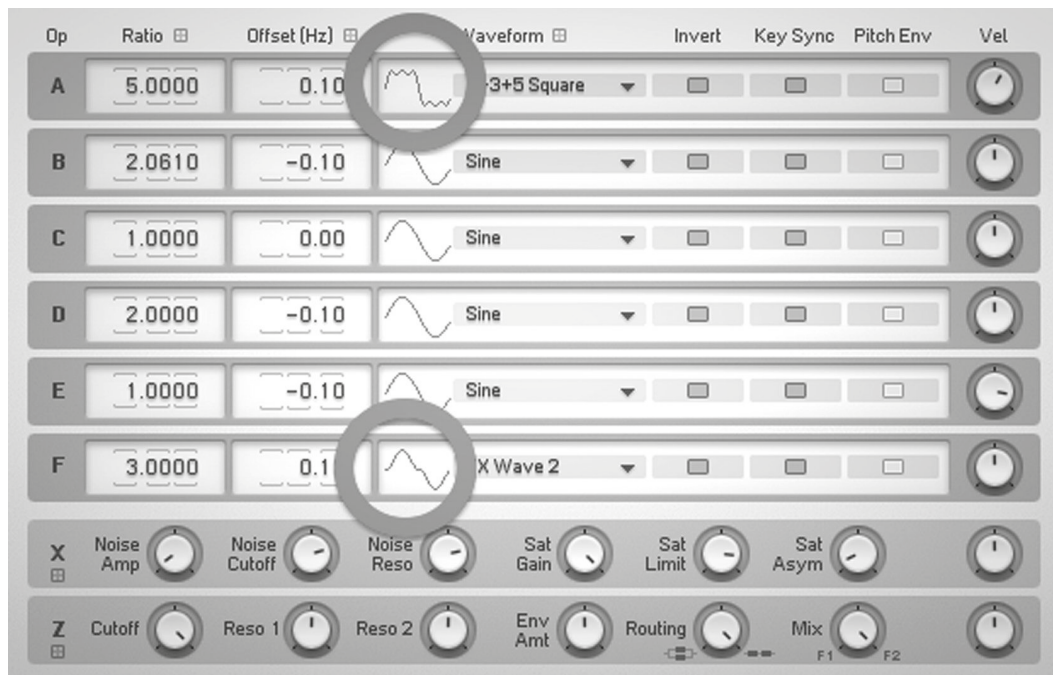 Op Ratio Offset (Hz) Waveform Invert Key Sync Pitch Env Vel
A 5.0000 0.10 -3+5 Square
B 2.0610 -0.10 Sine
C 1.0000 0.00 Sine
D 2.0000 -0.10 Sine
E 1.0000 -0.10 Sine
F 3.0000 0.1 X Wave 2
X Noise Amp Noise Cutoff Noise Reso Sat Gain Sat Limit Sat Asym
Z Cutoff Reso 1 Reso 2 Env Amt Routing Mix
F1 F2